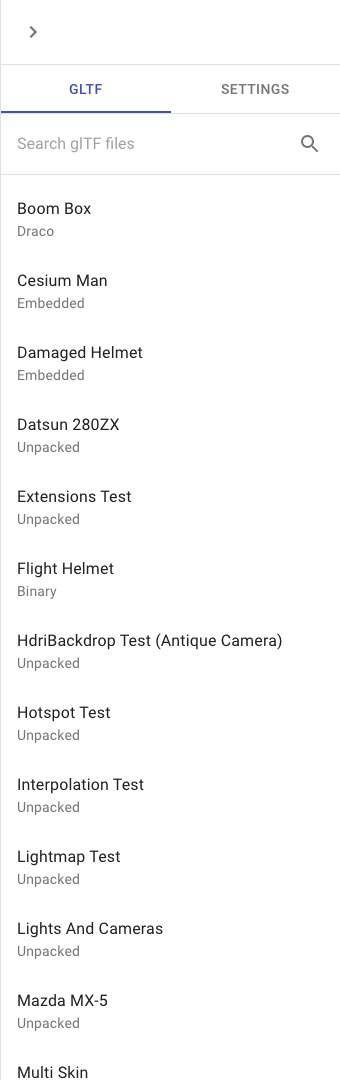 GLTF
SETTINGS
Search glTF files
Boom Box
Draco
Cesium Man
Embedded
Damaged Helmet
Embedded
Datsun 280ZX
Unpacked
Extensions Test
Unpacked
Flight Helmet
Binary
HdriBackdrop Test (Antique Camera)
Unpacked
Hotspot Test
Unpacked
Interpolation Test
Unpacked
Lightmap Test
Unpacked
Lights And Cameras
Unpacked
Mazda MX-5
Unpacked
Multi Skin